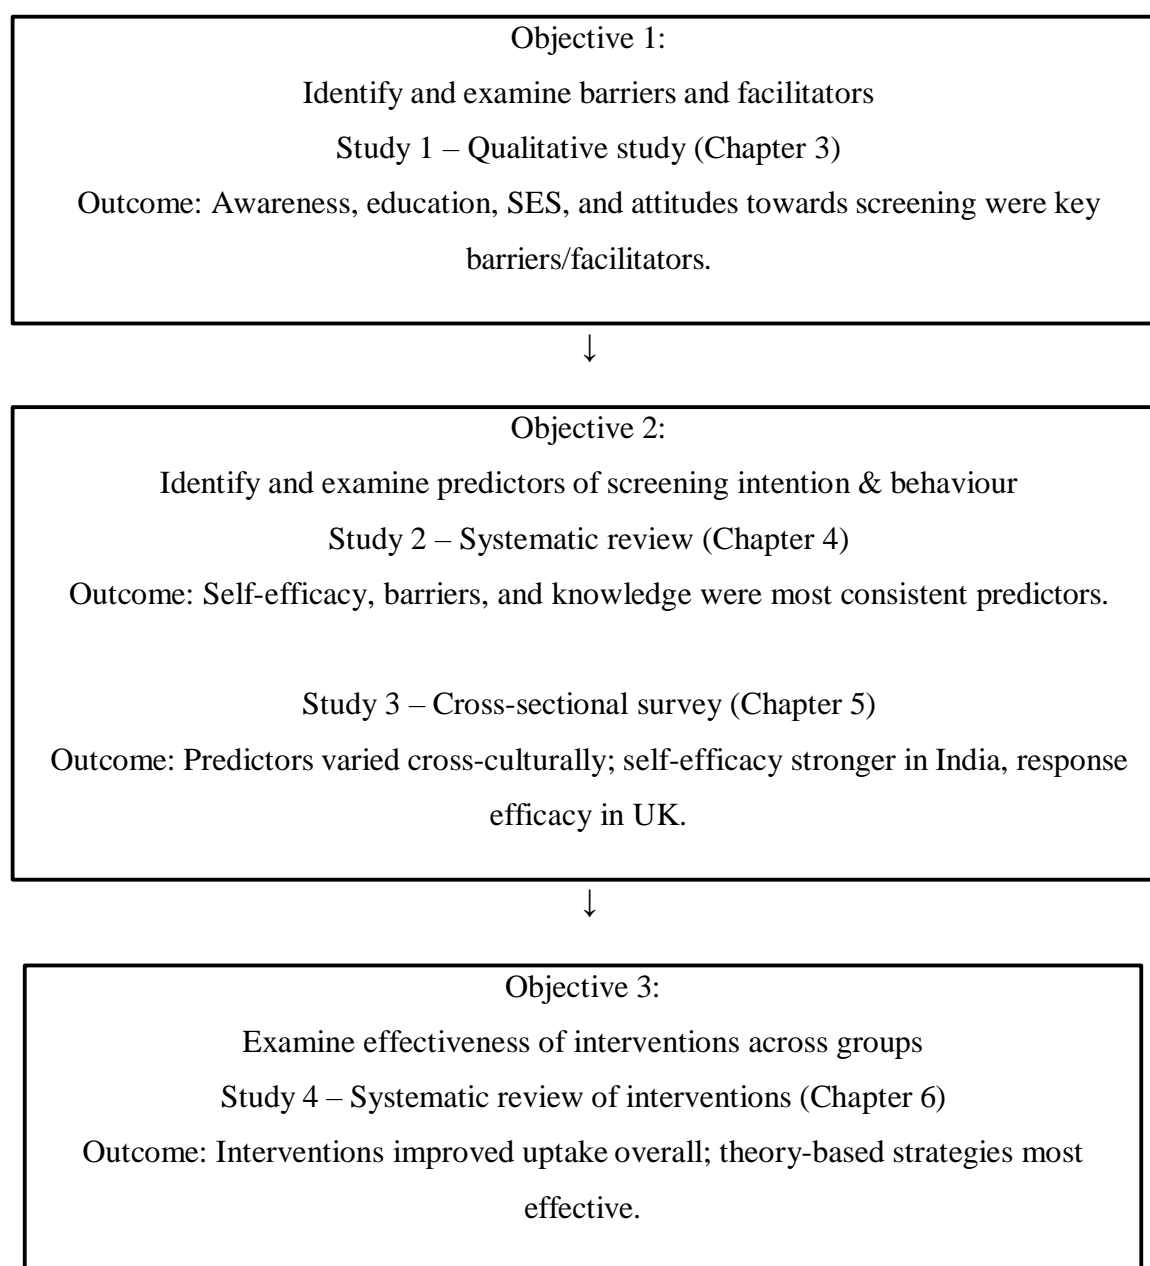 Objective 1:
Identify and examine barriers and facilitators
Study 1 – Qualitative study (Chapter 3)
Outcome: Awareness, education, SES, and attitudes towards screening were key
barriers/facilitators.
↓
Objective 2:
Identify and examine predictors of screening intention & behaviour
Study 2 – Systematic review (Chapter 4)
Outcome: Self-efficacy, barriers, and knowledge were most consistent predictors.
Study 3 – Cross-sectional survey (Chapter 5)
Outcome: Predictors varied cross-culturally; self-efficacy stronger in India, response
efficacy in UK.
↓
Objective 3:
Examine effectiveness of interventions across groups
Study 4 – Systematic review of interventions (Chapter 6)
Outcome: Interventions improved uptake overall; theory-based strategies most
effective.